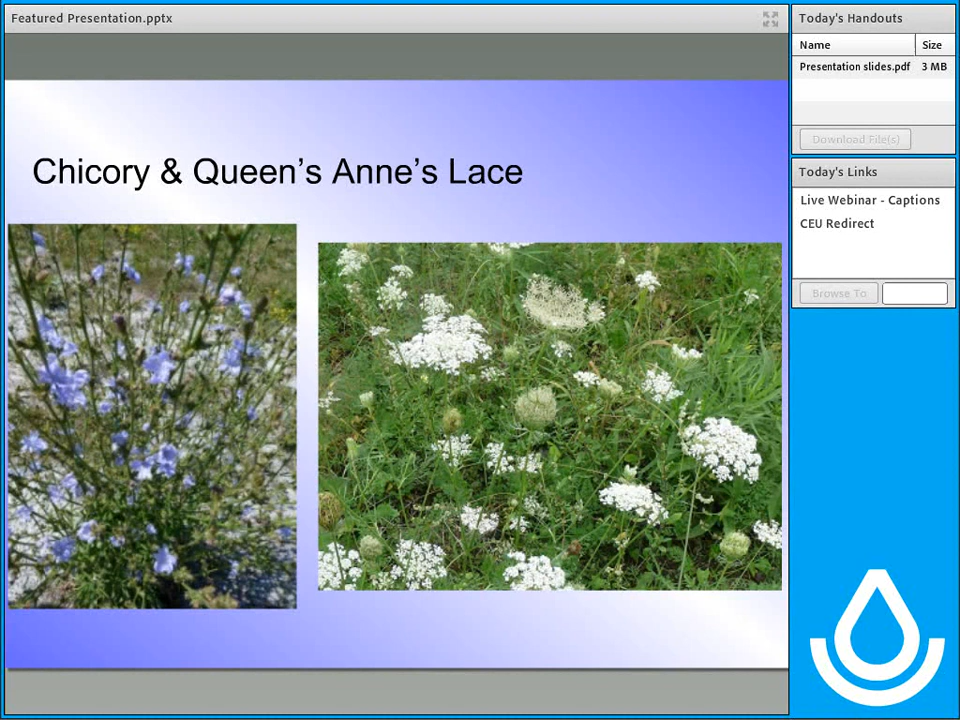 Featured Presentation.pptx
Chicory & Queen's Anne's Lace
Today's Handouts
Name Size
Presentation slides.pdf 3 MB
Download File(s)
Today's Links
Live Webinar - Captions
CEU Redirect
Browse To